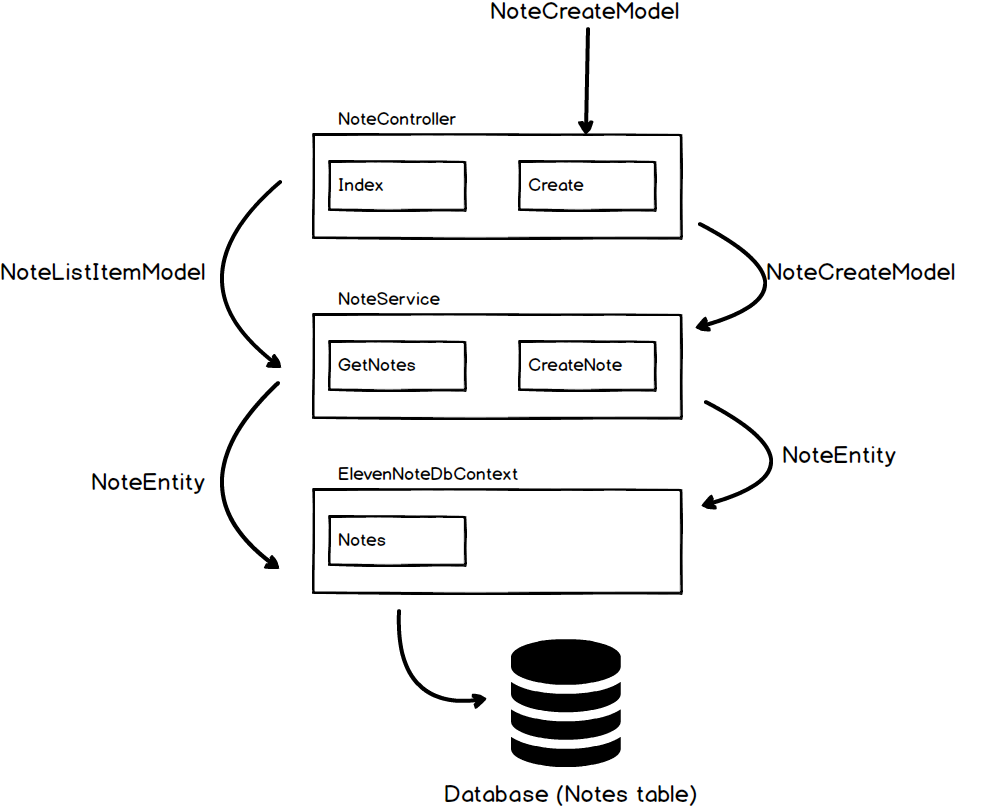 NoteCreateModel
NoteController
Index
Create
NoteListItemModel
NoteCreateModel
NoteService
GetNotes
CreateNote
NoteEntity
NoteEntity
ElevenNoteDbContext
Notes
Database (Notes table)